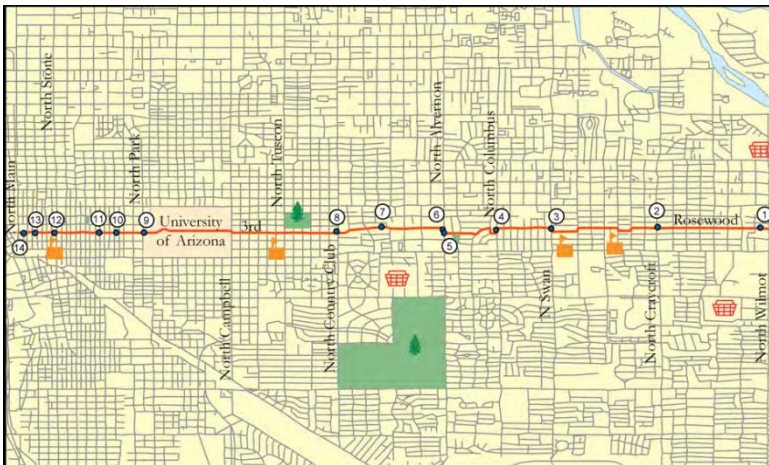 North Stone
North Main
North Park
North Tuscon
North Alvernon
North Columbus
14
13
12
11
10
9
University
of Arizona
3rd
8
7
6
5
4
3
2
1
Rosewood
North Campbell
North Country Club
N Swan
North Craycroft
North Wilmot